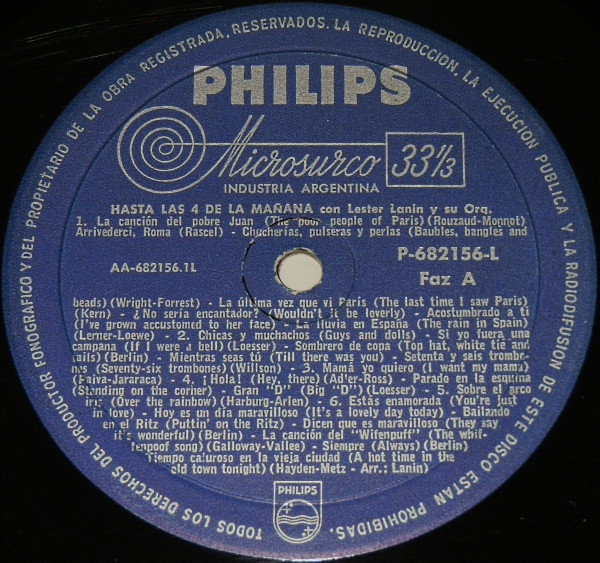 TODOS LOS DERECHOS DEL PRODUCTOR FONOGRAFICO Y DEL PROPIETARIO DE LA OBRA REGISTRADA, RESERVADOS. LA REPRODUCCION, LA EJECUCION PUBLICA Y LA RADIODIFUSION DE ESTE DISCO ESTAN PROHIBIDAS.
PHILIPS
Microsurco 33⅓
INDUSTRIA ARGENTINA
HASTA LAS 4 DE LA MAÑANA con Lester Lanin y su Orq.
1. La canción del pobre Juan (The poor people of Paris) (Rouzaud-Monnot)
Arrivederci, Roma (Rascel) - Chucherías, pulseras y perlas (Baubles, bangles and
AA-682156.1L
P-682156-L
Faz A
beads) (Wright-Forrest) - La última vez que vi París (The last time I saw Paris)
(Kern) - ¿No sería encantador? (Wouldn't it be loverly) - Acostumbrado a ti
(I've grown accustomed to her face) - La lluvia en España (The rain in Spain)
(Lerner-Loewe) - 2. Chicas y muchachos (Guys and dolls) - Si yo fuera una
campana (If I were a bell) (Loesser) - Sombrero de copa (Top hat, white tie and
tails) (Berlin) - Mientras seas tú (Till there was you) - Setenta y seis trombo-
nes (Seventy-six trombones) (Willson) - 3. Mamá yo quiero (I want my mama)
(Paiva-Jararaca) - 4. ¡Hola! (Hey, there) (Ad'er-Ross) - Parado en la esquina
(Standing on the corner) - Gran "D" (Big "D") (Loesser) - 5. Sobre el arco
iris (Over the rainbow) (Harburg-Arlen) - 6. Estás enamorada (You're just
in love) - Hoy es un día maravilloso (It's a lovely day today) - Bailando
en el Ritz (Puttin' on the Ritz) - Dicen que es maravilloso (They say
it's wonderful) (Berlin) - La canción del "Wifenpuff" (The whif-
fenpoof song) (Galloway-Vallee) - Siempre (Always) (Berlin)
Tiempo caluroso en la vieja ciudad (A hot time in the
old town tonight) (Hayden-Metz - Arr.: Lanin)
PHILIPS